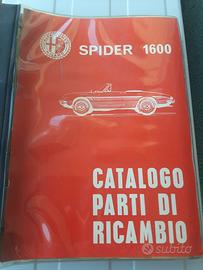 SPIDER 1600
CATALOGO
PARTI DI
RICAMBIO
subito